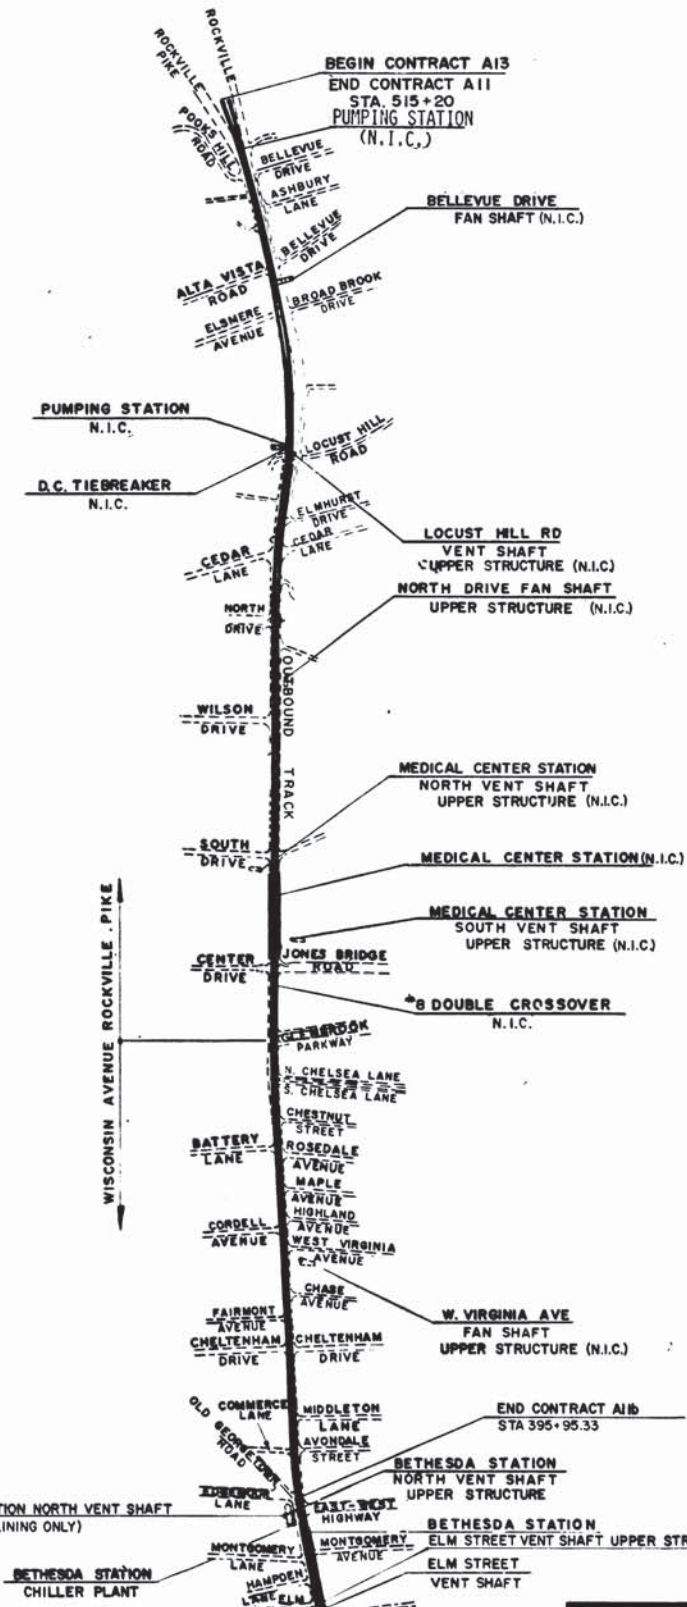 ROCKVILLE
ROCKVILLE
PIKE
BEGIN CONTRACT A13
END CONTRACT A11
STA. 515+20
PUMPING STATION
(N.I.C.)
POOKS HILL
ROAD
BELLEVUE
DRIVE
ASHBURY
LANE
BELLEVUE DRIVE
FAN SHAFT (N.I.C.)
BELLEVUE
DRIVE
ALTA VISTA
ROAD
BROAD BROOK
DRIVE
ELSMERE
AVENUE
PUMPING STATION
N.I.C.
LOCUST HILL
ROAD
D.C. TIEBREAKER
N.I.C.
ELMHURST
DRIVE
CEDAR
LANE
LOCUST HILL RD
VENT SHAFT
UPPER STRUCTURE (N.I.C.)
CEDAR
LANE
NORTH DRIVE FAN SHAFT
UPPER STRUCTURE (N.I.C.)
NORTH
DRIVE
OUTBOUND TRACK
WILSON
DRIVE
MEDICAL CENTER STATION
NORTH VENT SHAFT
UPPER STRUCTURE (N.I.C.)
SOUTH
DRIVE
MEDICAL CENTER STATION (N.I.C.)
WISCONSIN AVENUE ROCKVILLE. PIKE
MEDICAL CENTER STATION
SOUTH VENT SHAFT
UPPER STRUCTURE (N.I.C.)
CENTER
DRIVE
JONES BRIDGE
ROAD
#8 DOUBLE CROSSOVER
N.I.C.
GLENBROOK
PARKWAY
N. CHELSEA LANE
S. CHELSEA LANE
CHESTNUT
STREET
BATTERY
LANE
ROSEDALE
AVENUE
MAPLE
AVENUE
HIGHLAND
AVENUE
CORDELL
AVENUE
WEST VIRGINIA
AVENUE
CHASE
AVENUE
FAIRMONT
AVENUE
W. VIRGINIA AVE
FAN SHAFT
UPPER STRUCTURE (N.I.C.)
CHELTENHAM
DRIVE
CHELTENHAM
DRIVE
COMMERCE
LANE
MIDDLETON
LANE
END CONTRACT A11b
STA 395+95.33
OLD GEORGETOWN
ROAD
AVONDALE
STREET
BETHESDA STATION
NORTH VENT SHAFT
UPPER STRUCTURE
LANE
EAST-WEST
HIGHWAY
TION NORTH VENT SHAFT
INING ONLY)
BETHESDA STATION
ELM STREET VENT SHAFT UPPER STR
MONTGOMERY
LANE
MONTGOMERY
AVENUE
BETHESDA STATION
CHILLER PLANT
HAMPDEN
LANE
ELM STREET
VENT SHAFT
ELM